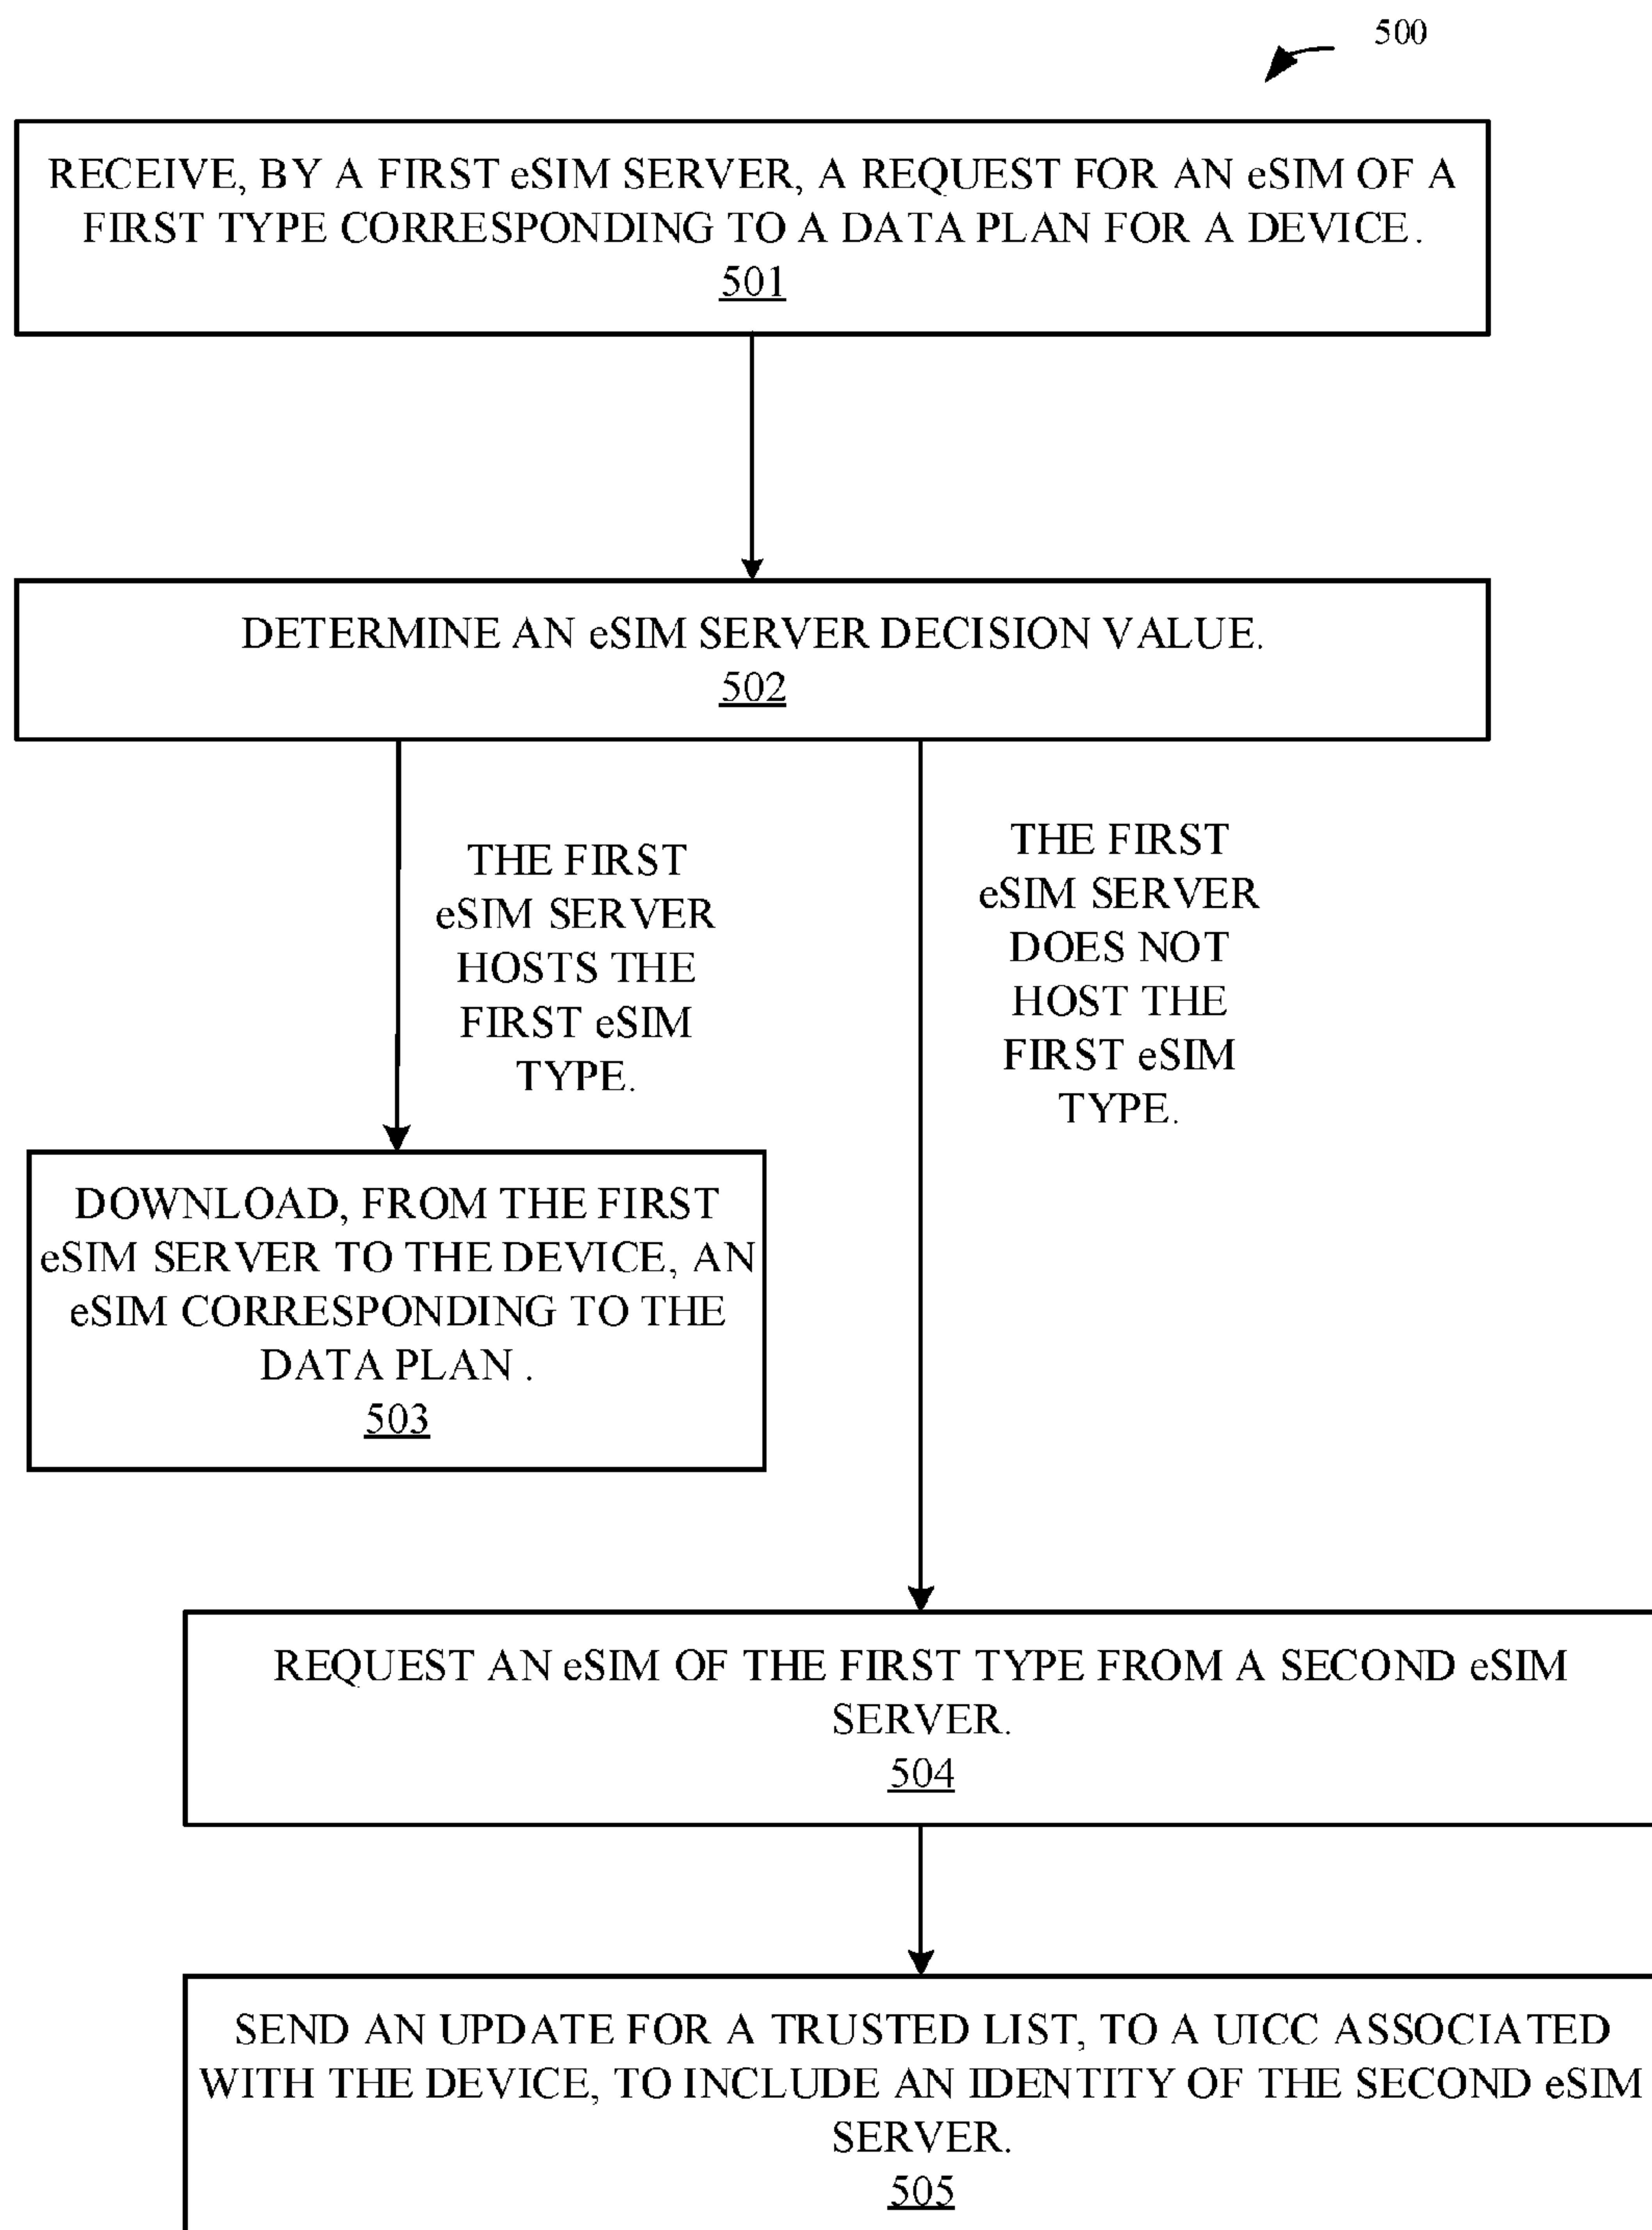 500
RECEIVE, BY A FIRST eSIM SERVER, A REQUEST FOR AN eSIM OF A
FIRST TYPE CORRESPONDING TO A DATA PLAN FOR A DEVICE.
501
DETERMINE AN eSIM SERVER DECISION VALUE.
502
THE FIRST
eSIM SERVER
HOSTS THE
FIRST eSIM
TYPE.
THE FIRST
eSIM SERVER
DOES NOT
HOST THE
FIRST eSIM
TYPE.
DOWNLOAD, FROM THE FIRST
eSIM SERVER TO THE DEVICE, AN
eSIM CORRESPONDING TO THE
DATA PLAN .
503
REQUEST AN eSIM OF THE FIRST TYPE FROM A SECOND eSIM
SERVER.
504
SEND AN UPDATE FOR A TRUSTED LIST, TO A UICC ASSOCIATED
WITH THE DEVICE, TO INCLUDE AN IDENTITY OF THE SECOND eSIM
SERVER.
505